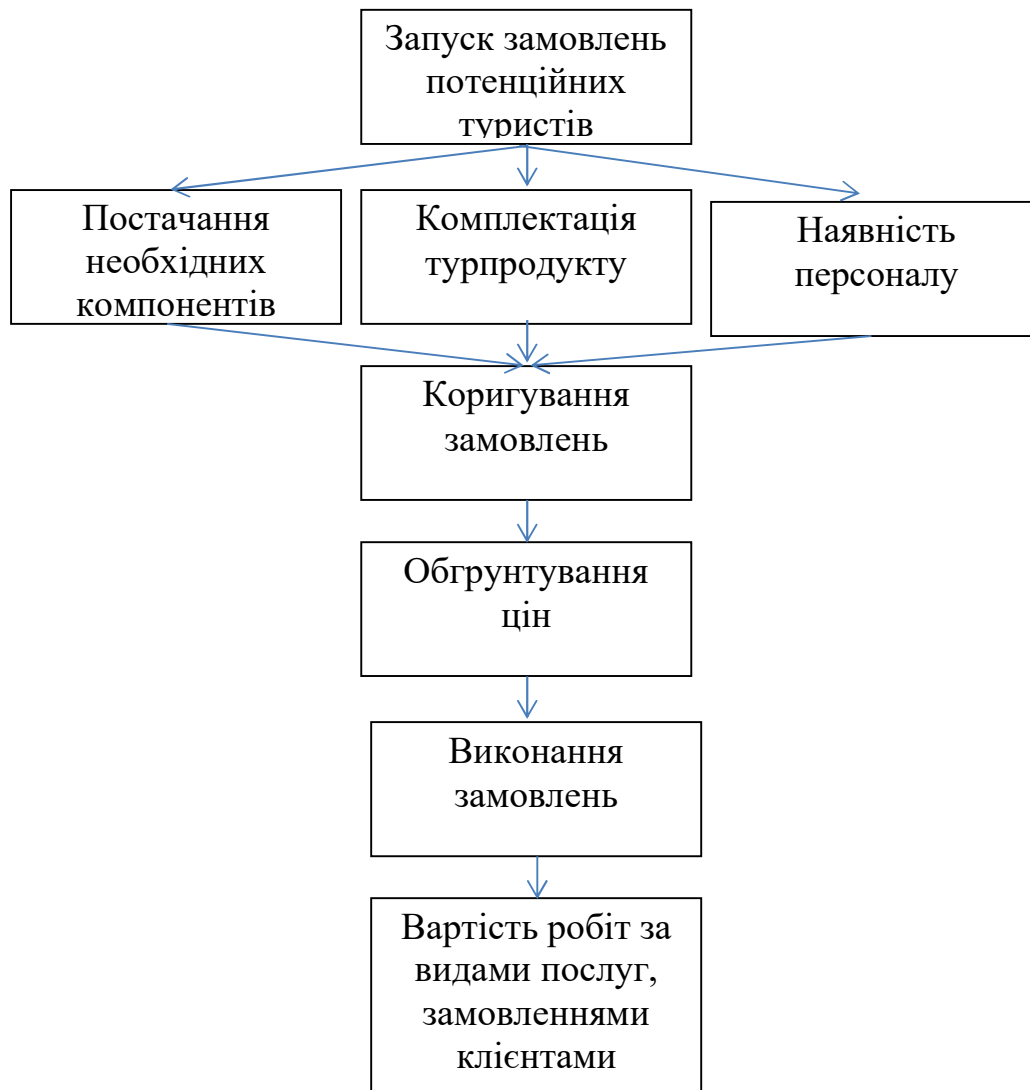 Запуск замовлень
потенційних
туристів
Постачання
необхідних
компонентів
Комплектація
турпродукту
Наявність
персоналу
Коригування
замовлень
Обгрунтування
цін
Виконання
замовлень
Вартість робіт за
видами послуг,
замовленнями
клієнтами